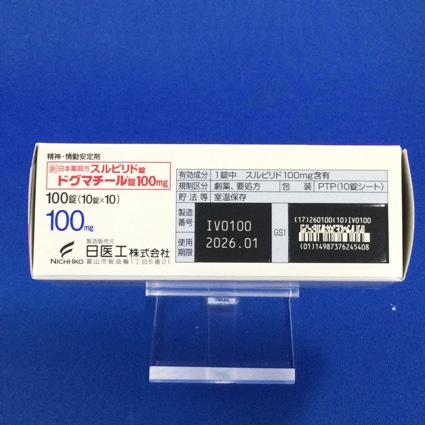 精神・情動安定剤
劇 日本薬局方 スルピリド錠
ドグマチール錠100mg
100錠(10錠×10)
100mg
製造販売元
日医工株式会社
NICHI-IKO 富山市総曲輪1丁目6番21
有効成分 1錠中 スルピリド100mg含有
規制区分 劇薬、処方 包装 PTP(10錠シート)
貯法等 室温保存
製造番号 IV0100
使用期限 2026.01
GS1
(17)260100(10)IV0100
(01)14987376245408